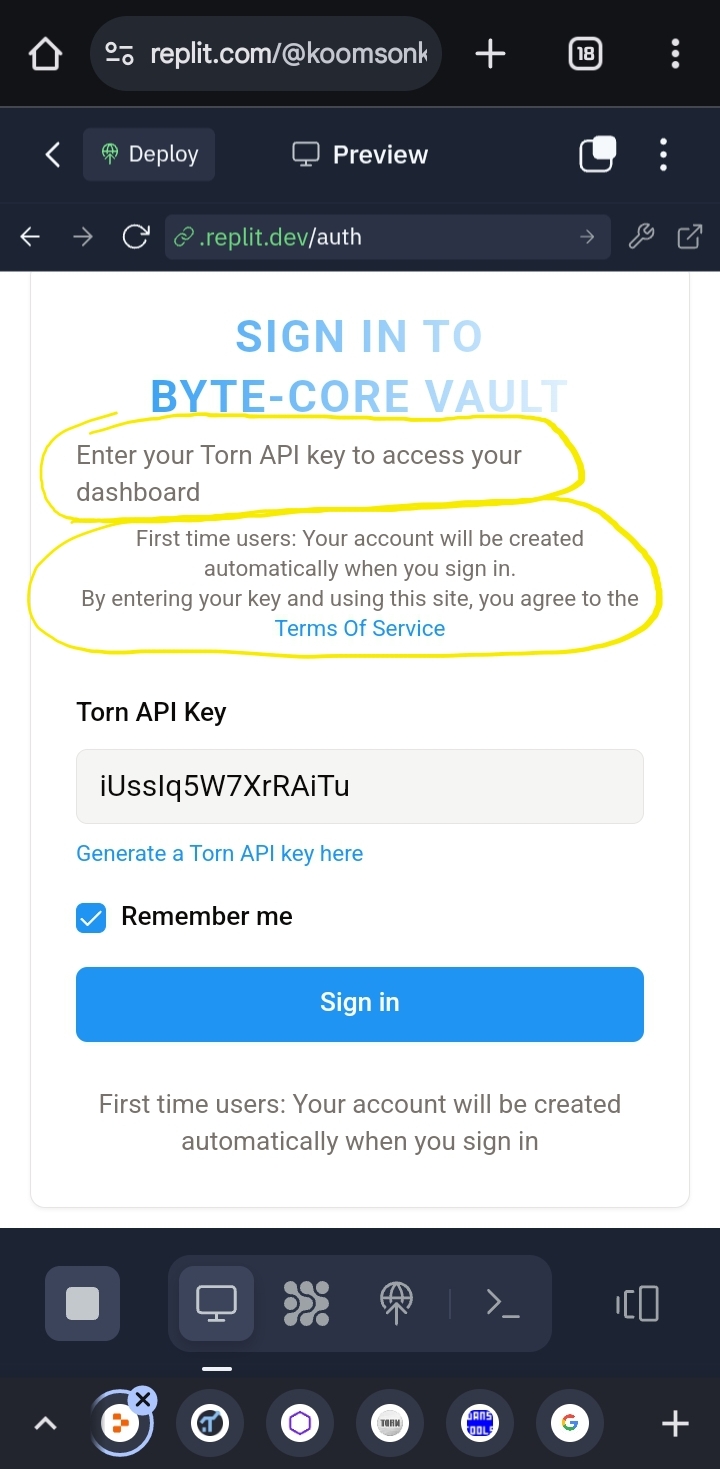 replit.com/@koomsonk
18
Deploy
Preview
.replit.dev/auth
SIGN IN TO
BYTE-CORE VAULT
Enter your Torn API key to access your
dashboard
First time users: Your account will be created
automatically when you sign in.
By entering your key and using this site, you agree to the
Terms Of Service
Torn API Key
iUssIq5W7XrRAiTu
Generate a Torn API key here
Remember me
Sign in
First time users: Your account will be created
automatically when you sign in
TORN